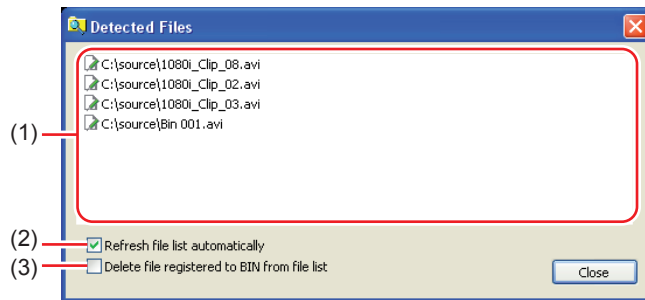 Detected Files
C:\source\1080i_Clip_08.avi
C:\source\1080i_Clip_02.avi
C:\source\1080i_Clip_03.avi
C:\source\Bin 001.avi
(1)
(2) Refresh file list automatically
(3) Delete file registered to BIN from file list
Close